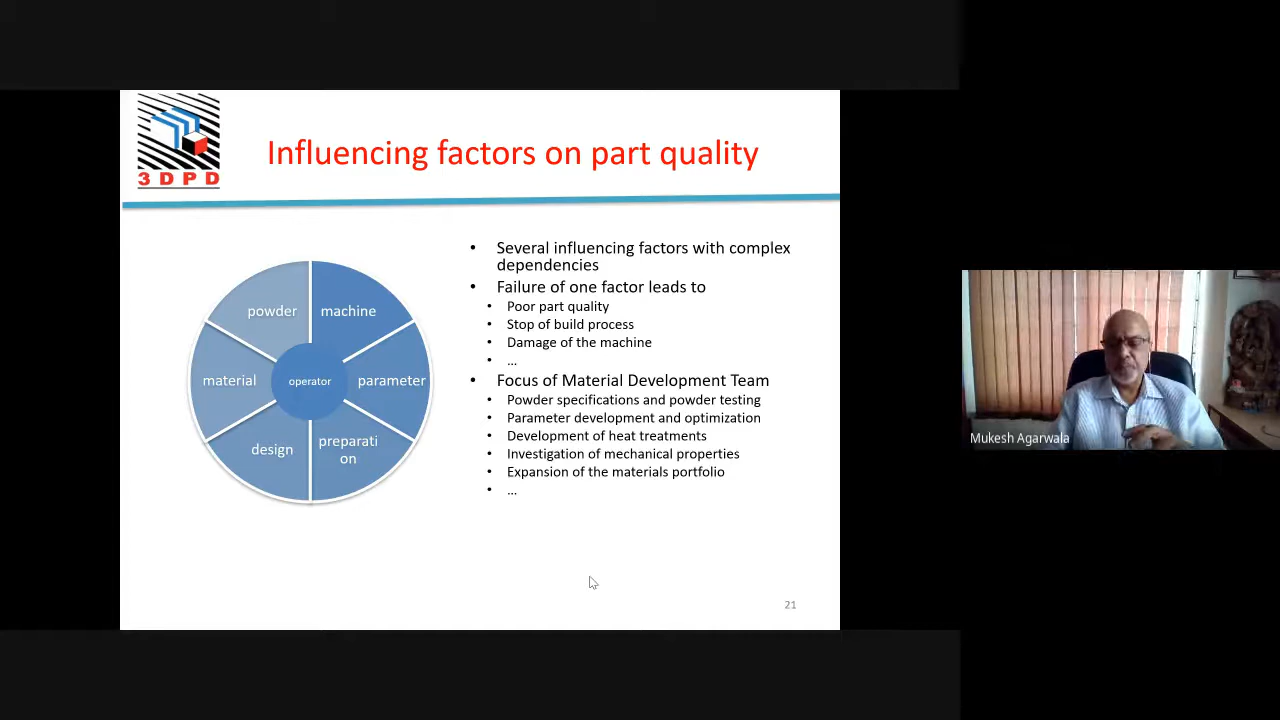 3DPD
Influencing factors on part quality
powder
machine
material
operator
parameter
design
preparati
on
• Several influencing factors with complex
dependencies
• Failure of one factor leads to
• Poor part quality
• Stop of build process
• Damage of the machine
• ...
• Focus of Material Development Team
• Powder specifications and powder testing
• Parameter development and optimization
• Development of heat treatments
• Investigation of mechanical properties
• Expansion of the materials portfolio
• ...
21
Mukesh Agarwala